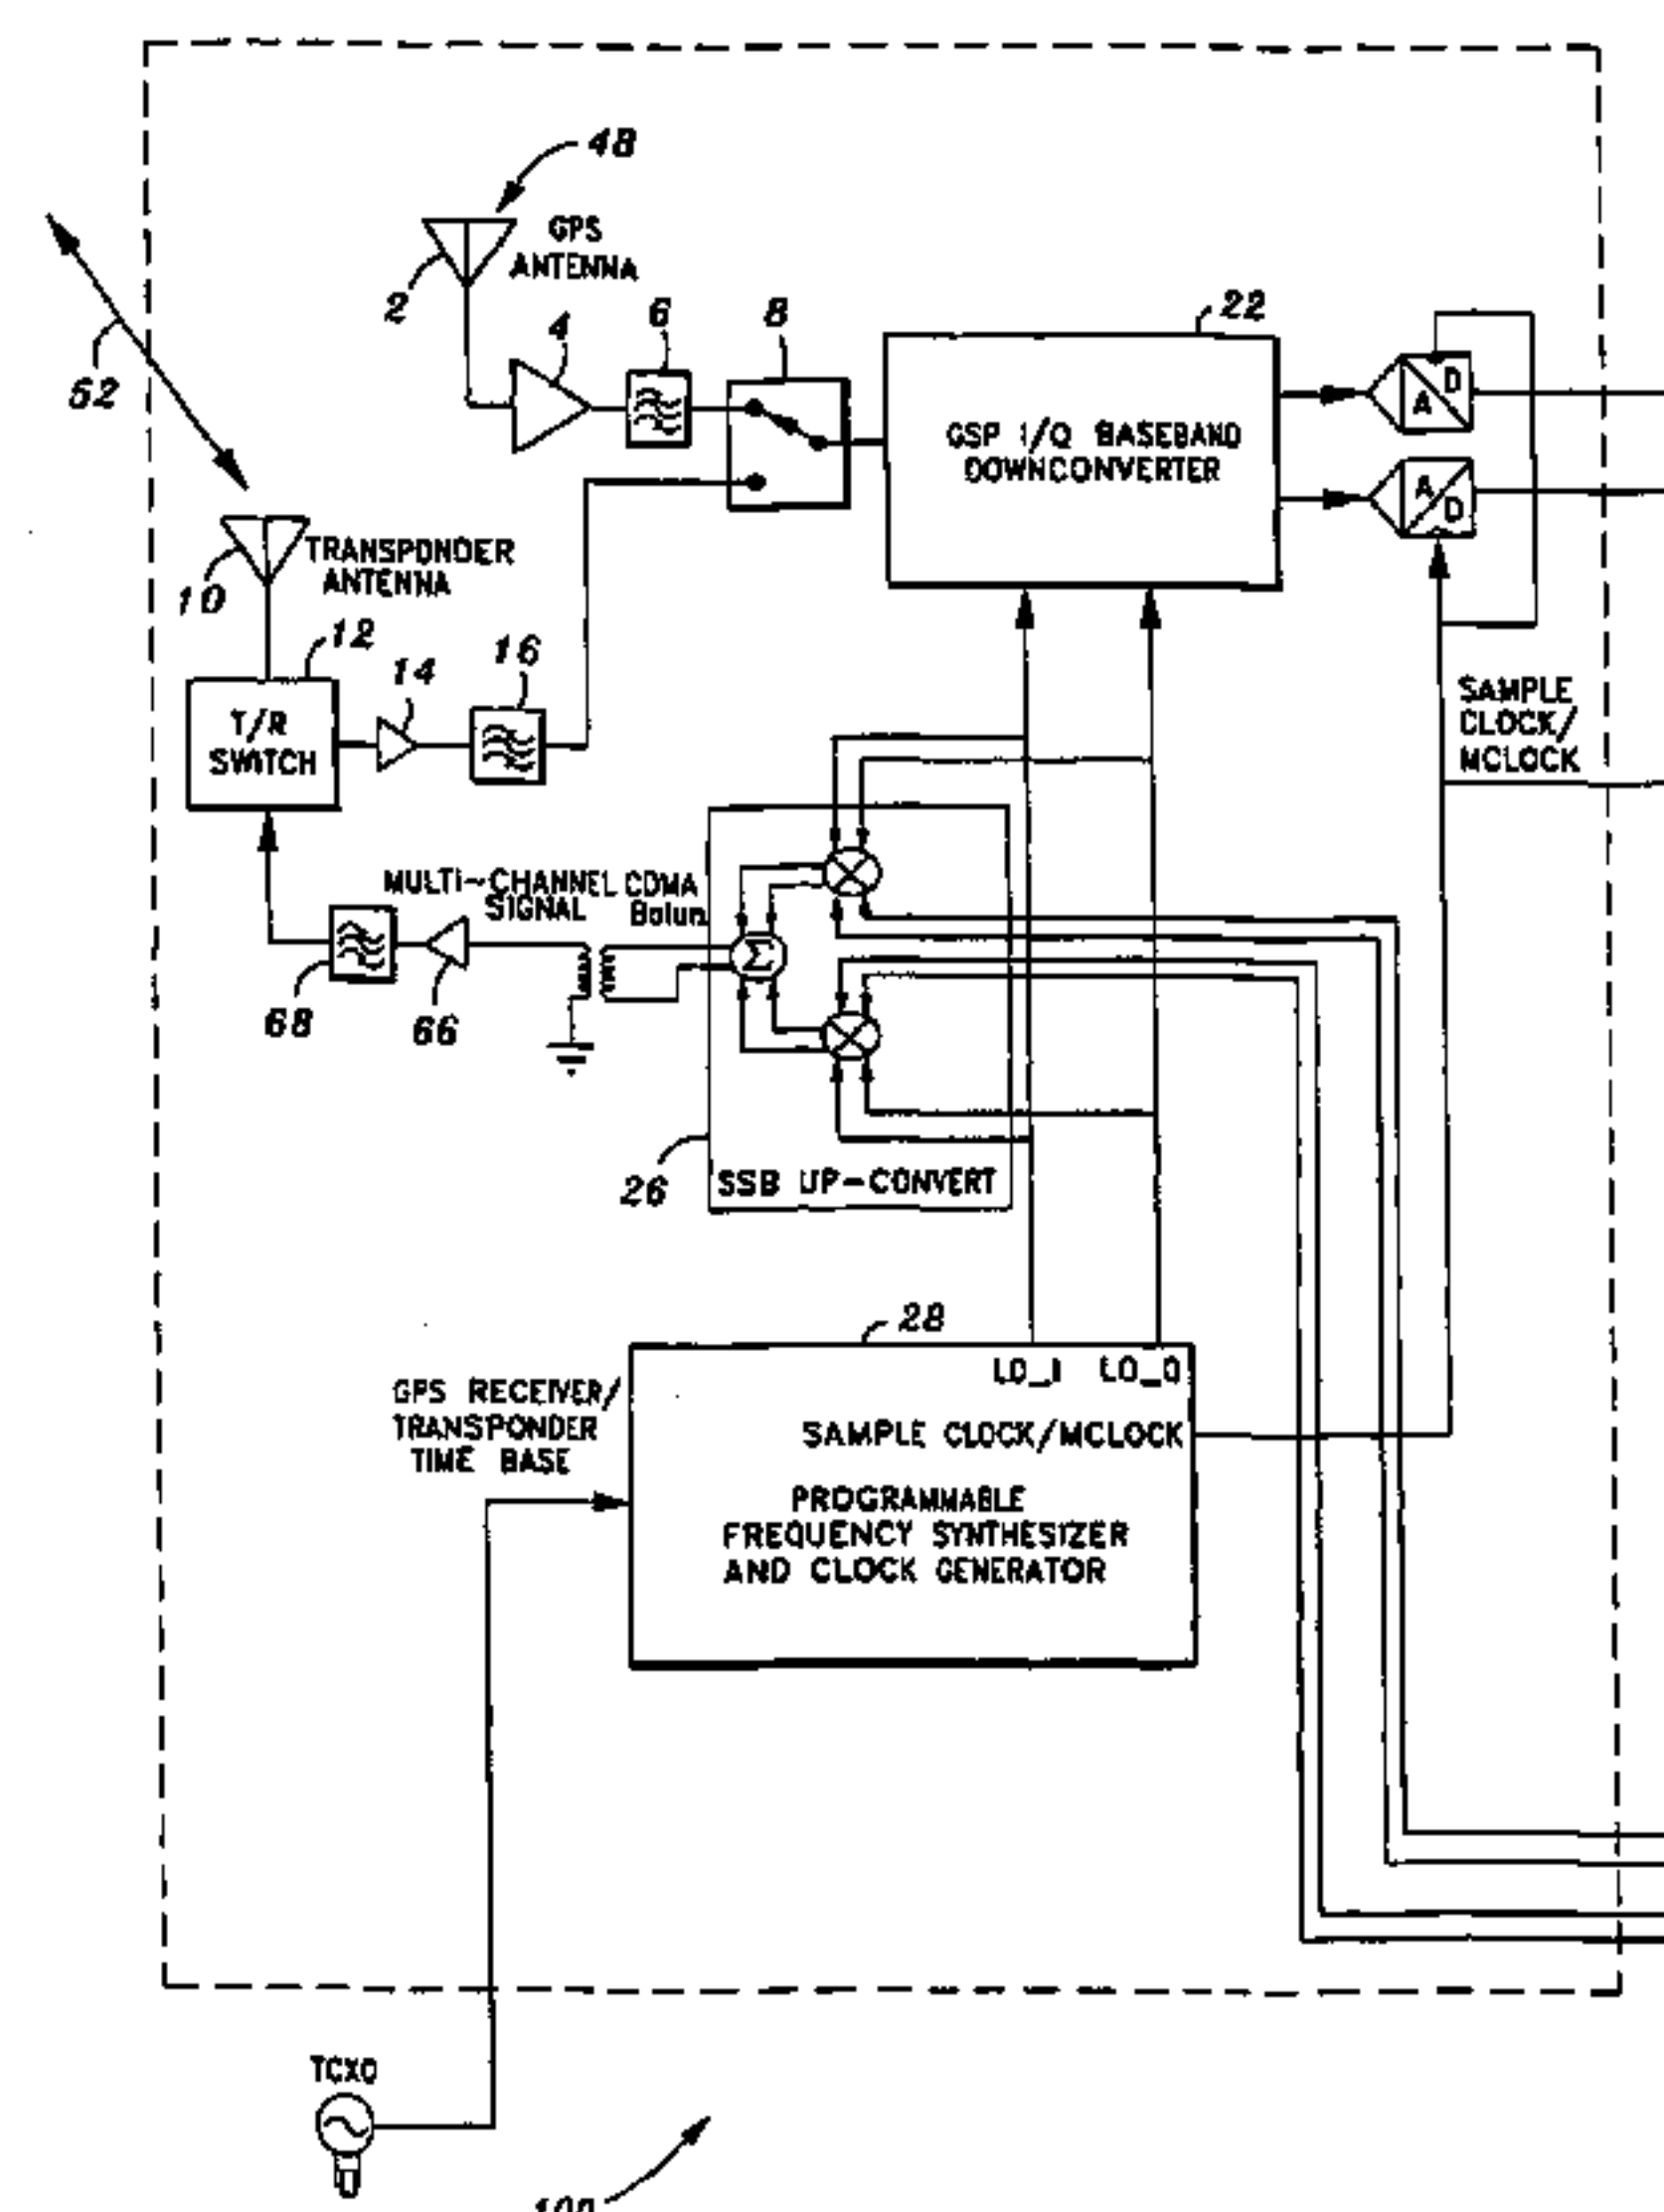 48
GPS
ANTENNA
2
4
6
8
22
52
GSP I/Q BASEBAND
DOWNCONVERTER
A
D
A
D
TRANSPONDER
ANTENNA
10
12
14
16
T/R
SWITCH
SAMPLE
CLOCK/
MCLOCK
MULTI-CHANNEL CDMA
SIGNAL
Balun
Σ
68
66
26
SSB UP-CONVERT
28
LO_I LO_Q
GPS RECEIVER/
TRANSPONDER
TIME BASE
SAMPLE CLOCK/MCLOCK
PROGRAMMABLE
FREQUENCY SYNTHESIZER
AND CLOCK GENERATOR
TCXO
100